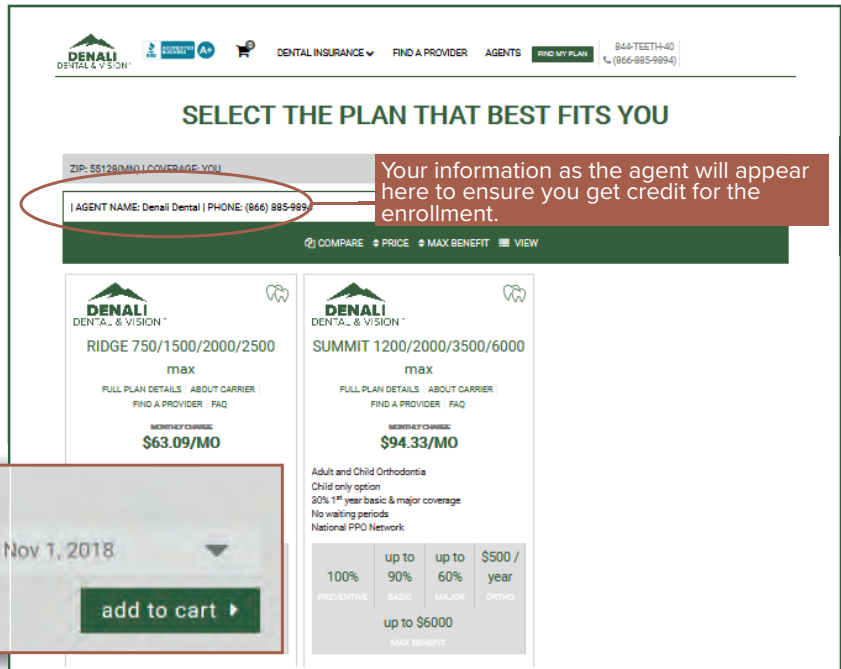 DENALI
DENTAL & VISION
ACCREDITED BUSINESS A+
0
DENTAL INSURANCE
FIND A PROVIDER
AGENTS
FIND MY PLAN
844-TEETH-40
(866-885-9894)
SELECT THE PLAN THAT BEST FITS YOU
ZIP: 55128(MN) | COVERAGE: YOU
Your information as the agent will appear
here to ensure you get credit for the
enrollment.
| AGENT NAME: Denali Dental | PHONE: (866) 885-9894
COMPARE PRICE MAX BENEFIT VIEW
DENALI
DENTAL & VISION
RIDGE 750/1500/2000/2500
max
FULL PLAN DETAILS | ABOUT CARRIER |
FIND A PROVIDER | FAQ
MONTHLY CHARGE
$63.09/MO
DENALI
DENTAL & VISION
SUMMIT 1200/2000/3500/6000
max
FULL PLAN DETAILS | ABOUT CARRIER |
FIND A PROVIDER | FAQ
MONTHLY CHARGE
$94.33/MO
Adult and Child Orthodontia
Child only option
30% 1st year basic & major coverage
No waiting periods
National PPO Network
100%
PREVENTIVE
up to
90%
BASIC
up to
60%
MAJOR
$500 /
year
ORTHO
up to $6000
MAX BENEFIT
Nov 1, 2018
add to cart